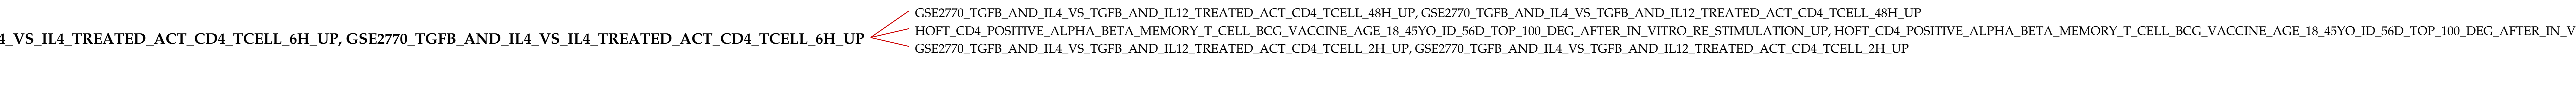 GSE2770_TGFB_AND_IL4_VS_TGFB_AND_IL12_TREATED_ACT_CD4_TCELL_48H_UP, GSE2770_TGFB_AND_IL4_VS_TGFB_AND_IL12_TREATED_ACT_CD4_TCELL_48H_UP
4_VS_IL4_TREATED_ACT_CD4_TCELL_6H_UP, GSE2770_TGFB_AND_IL4_VS_IL4_TREATED_ACT_CD4_TCELL_6H_UP
HOFT_CD4_POSITIVE_ALPHA_BETA_MEMORY_T_CELL_BCG_VACCINE_AGE_18_45YO_ID_56D_TOP_100_DEG_AFTER_IN_VITRO_RE_STIMULATION_UP, HOFT_CD4_POSITIVE_ALPHA_BETA_MEMORY_T_CELL_BCG_VACCINE_AGE_18_45YO_ID_56D_TOP_100_DEG_AFTER_IN_V
GSE2770_TGFB_AND_IL4_VS_TGFB_AND_IL12_TREATED_ACT_CD4_TCELL_2H_UP, GSE2770_TGFB_AND_IL4_VS_TGFB_AND_IL12_TREATED_ACT_CD4_TCELL_2H_UP